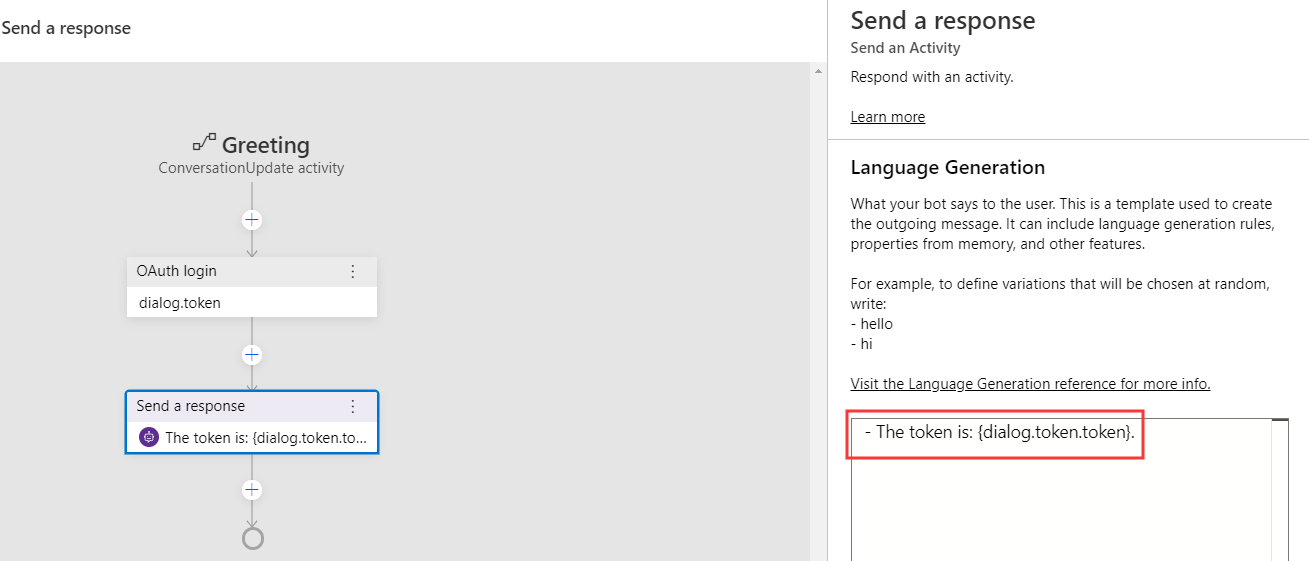 Send a response
Greeting
ConversationUpdate activity
OAuth login
dialog.token
Send a response
The token is: {dialog.token.to...
Send a response
Send an Activity
Respond with an activity.
Learn more
Language Generation
What your bot says to the user. This is a template used to create
the outgoing message. It can include language generation rules,
properties from memory, and other features.
For example, to define variations that will be chosen at random,
write:
- hello
- hi
Visit the Language Generation reference for more info.
- The token is: {dialog.token.token}.